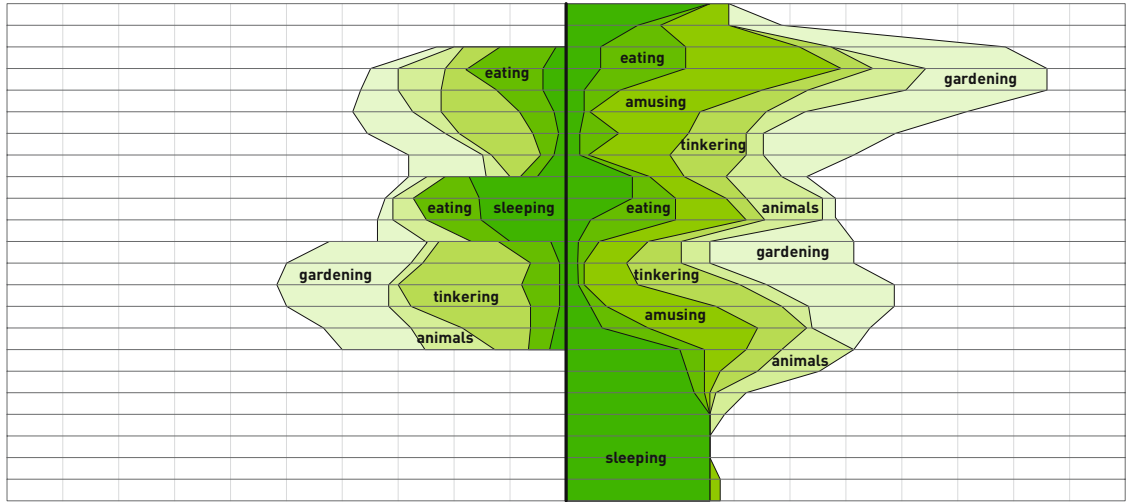 eating
eating
gardening
amusing
tinkering
eating
sleeping
eating
animals
gardening
gardening
tinkering
tinkering
amusing
animals
animals
sleeping